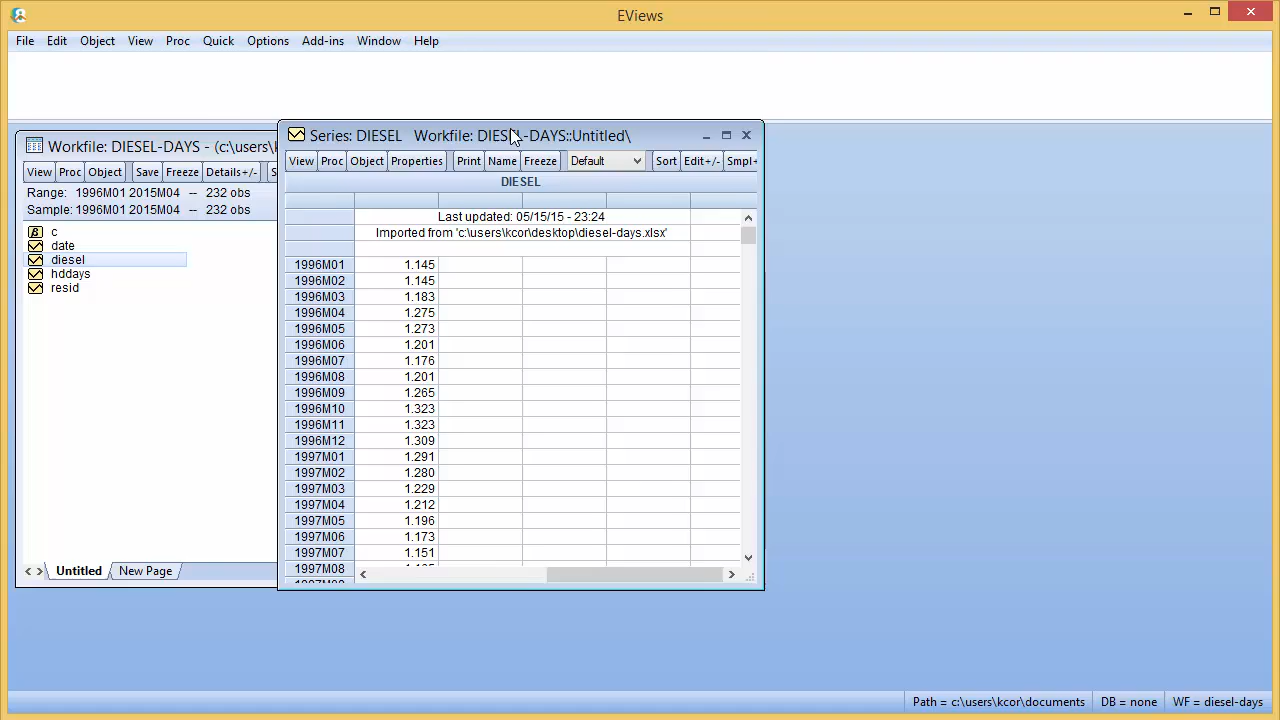 EViews
File Edit Object View Proc Quick Options Add-ins Window Help
Workfile: DIESEL-DAYS - (c:\users\k
View Proc Object Save Freeze Details+/- S
Range: 1996M01 2015M04 -- 232 obs
Sample: 1996M01 2015M04 -- 232 obs
β c
date
diesel
hddays
resid
Untitled New Page
Series: DIESEL Workfile: DIESEL-DAYS::Untitled\
View Proc Object Properties Print Name Freeze Default Sort Edit+/- Smpl+
DIESEL
Last updated: 05/15/15 - 23:24
Imported from 'c:\users\kcor\desktop\diesel-days.xlsx'
1996M01 1.145
1996M02 1.145
1996M03 1.183
1996M04 1.275
1996M05 1.273
1996M06 1.201
1996M07 1.176
1996M08 1.201
1996M09 1.265
1996M10 1.323
1996M11 1.323
1996M12 1.309
1997M01 1.291
1997M02 1.280
1997M03 1.229
1997M04 1.212
1997M05 1.196
1997M06 1.173
1997M07 1.151
1997M08
Path = c:\users\kcor\documents DB = none WF = diesel-days